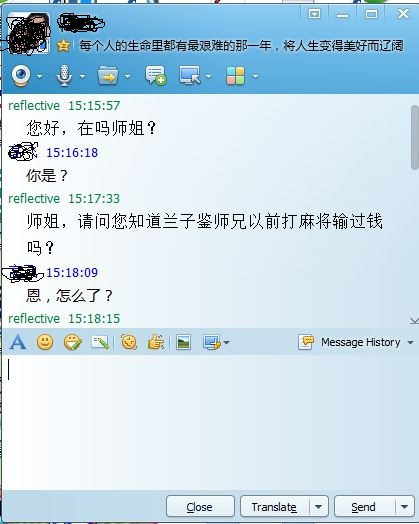 每个人的生命里都有最艰难的那一年，将人生变得美好而辽阔
reflective 15:15:57
您好，在吗师姐？
15:16:18
你是？
reflective 15:17:33
师姐，请问您知道兰子鉴师兄以前打麻将输过钱
吗？
15:18:09
恩，怎么了？
reflective 15:18:15
Message History
Close Translate Send